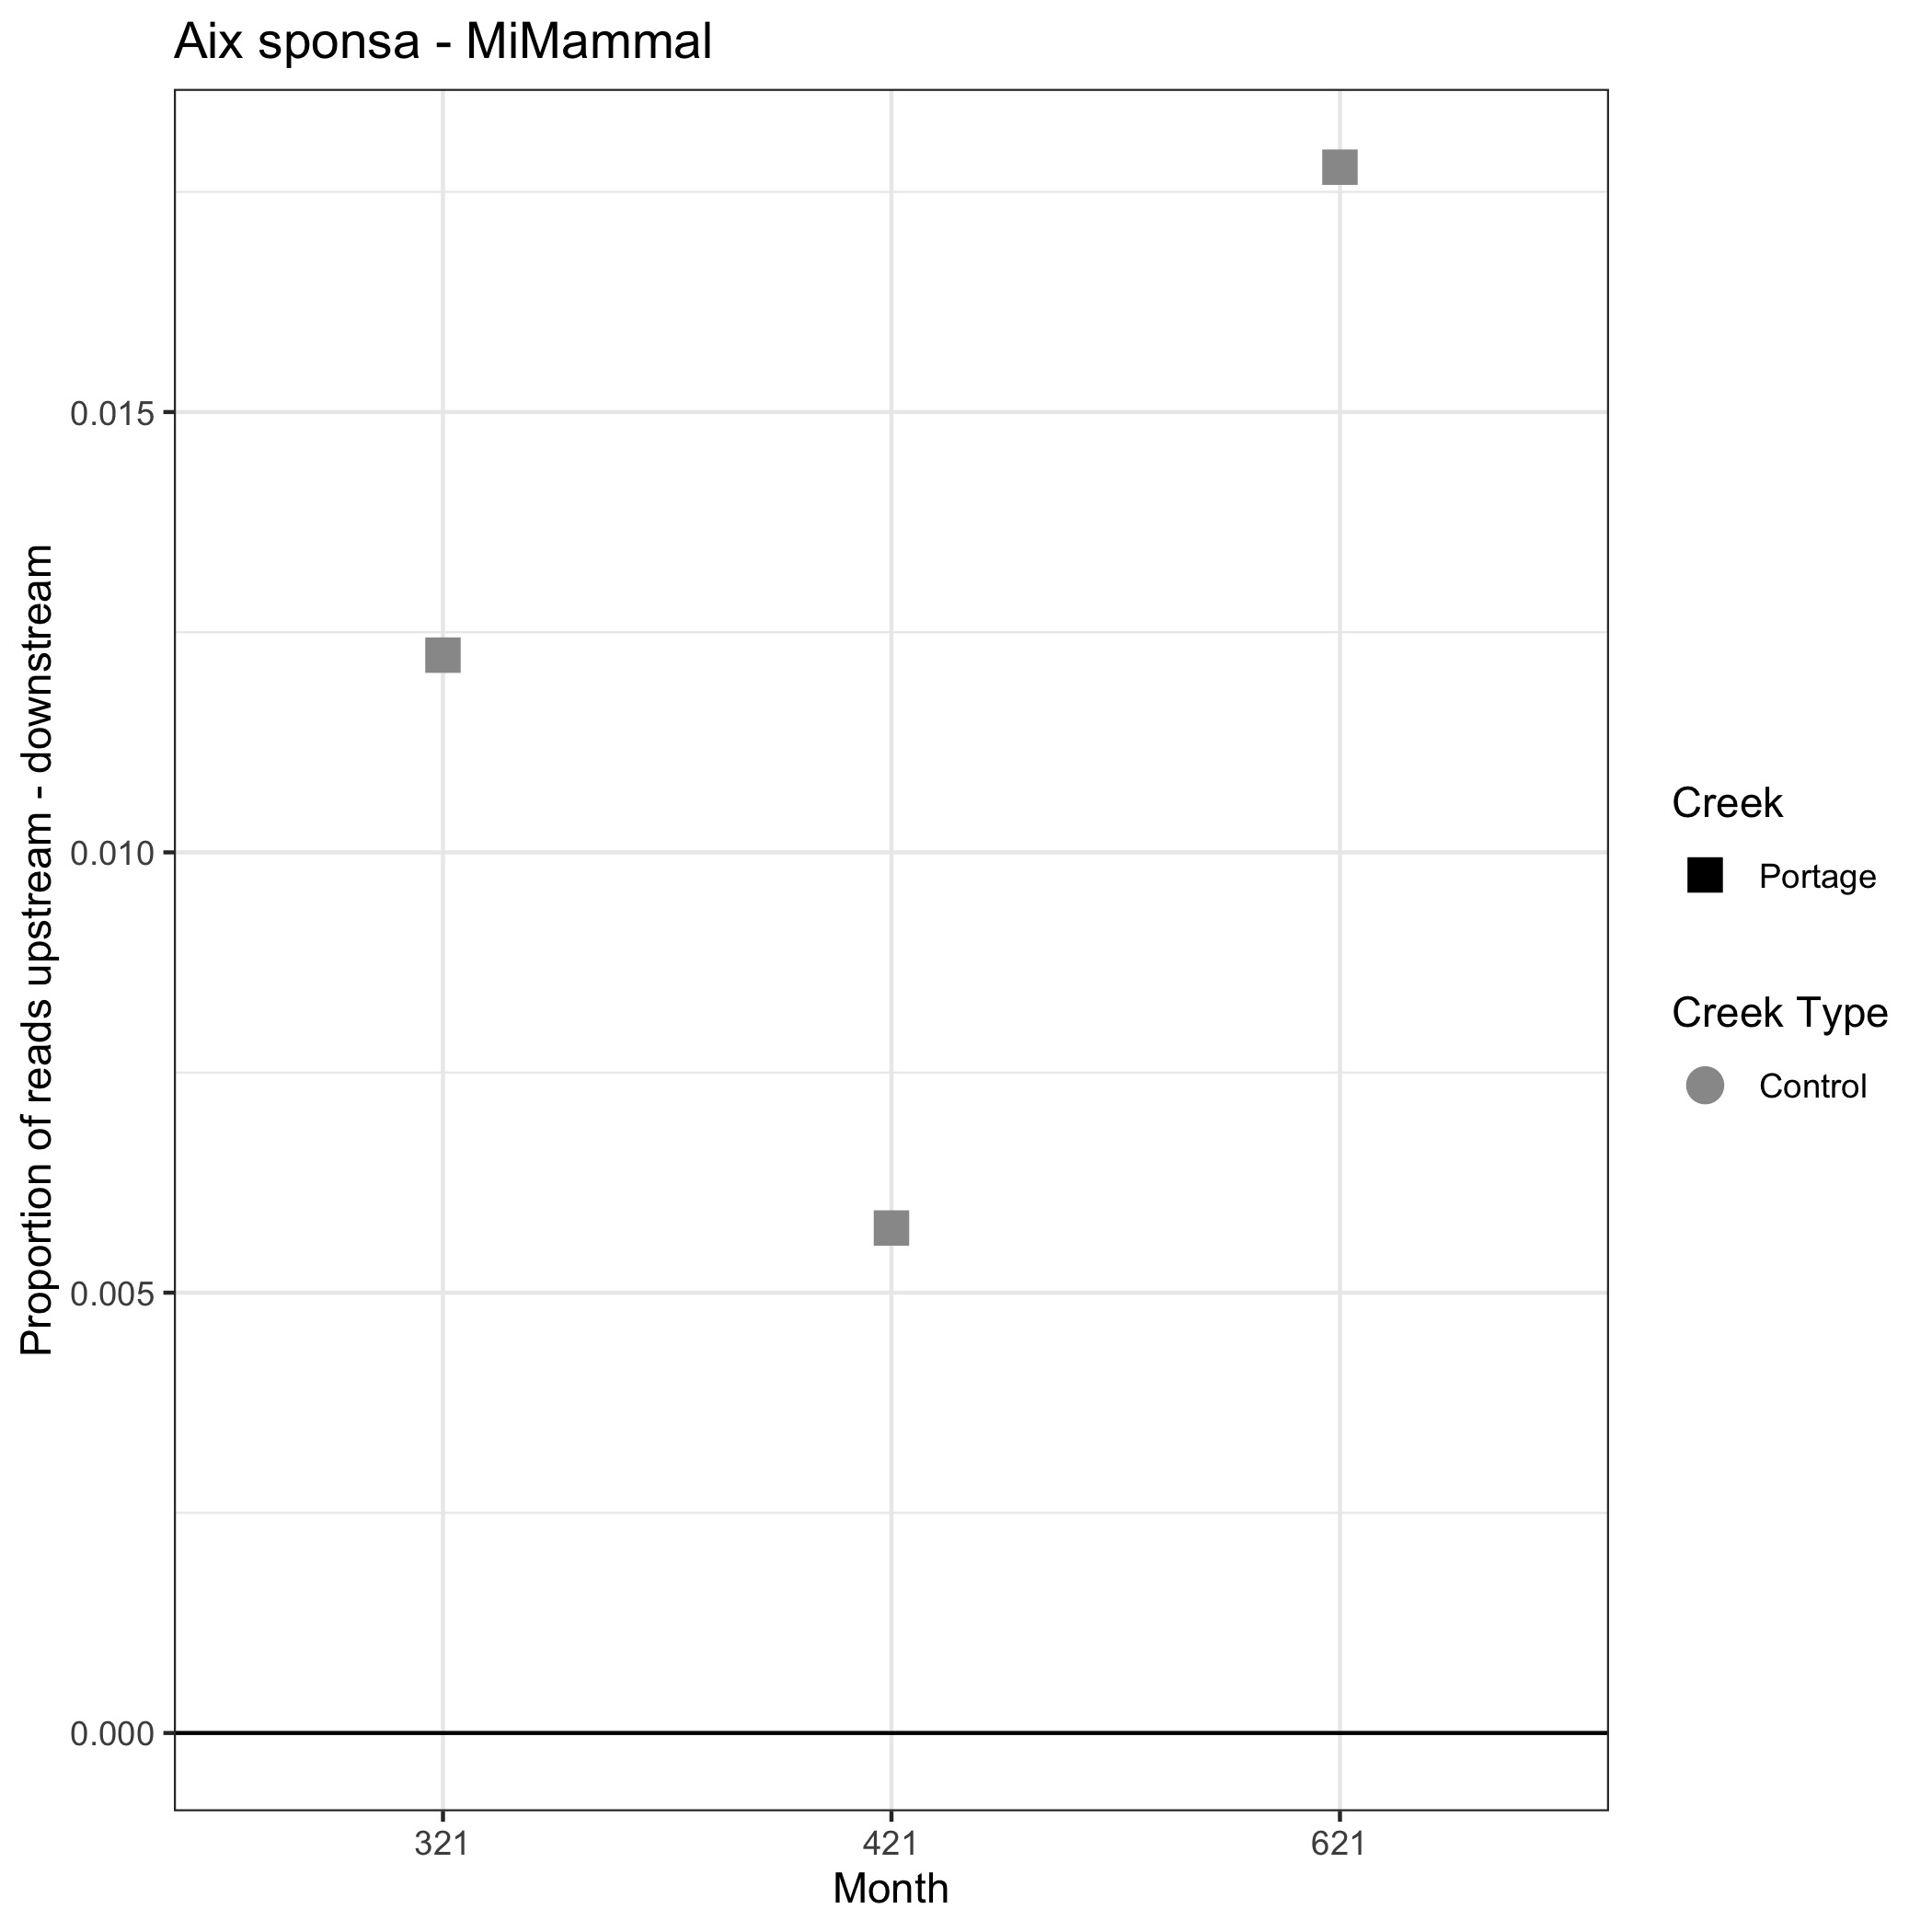 Aix sponsa - MiMammal
Proportion of reads upstream - downstream
0.015
0.010
0.005
0.000
321
421
621
Month
Creek
Portage
Creek Type
Control